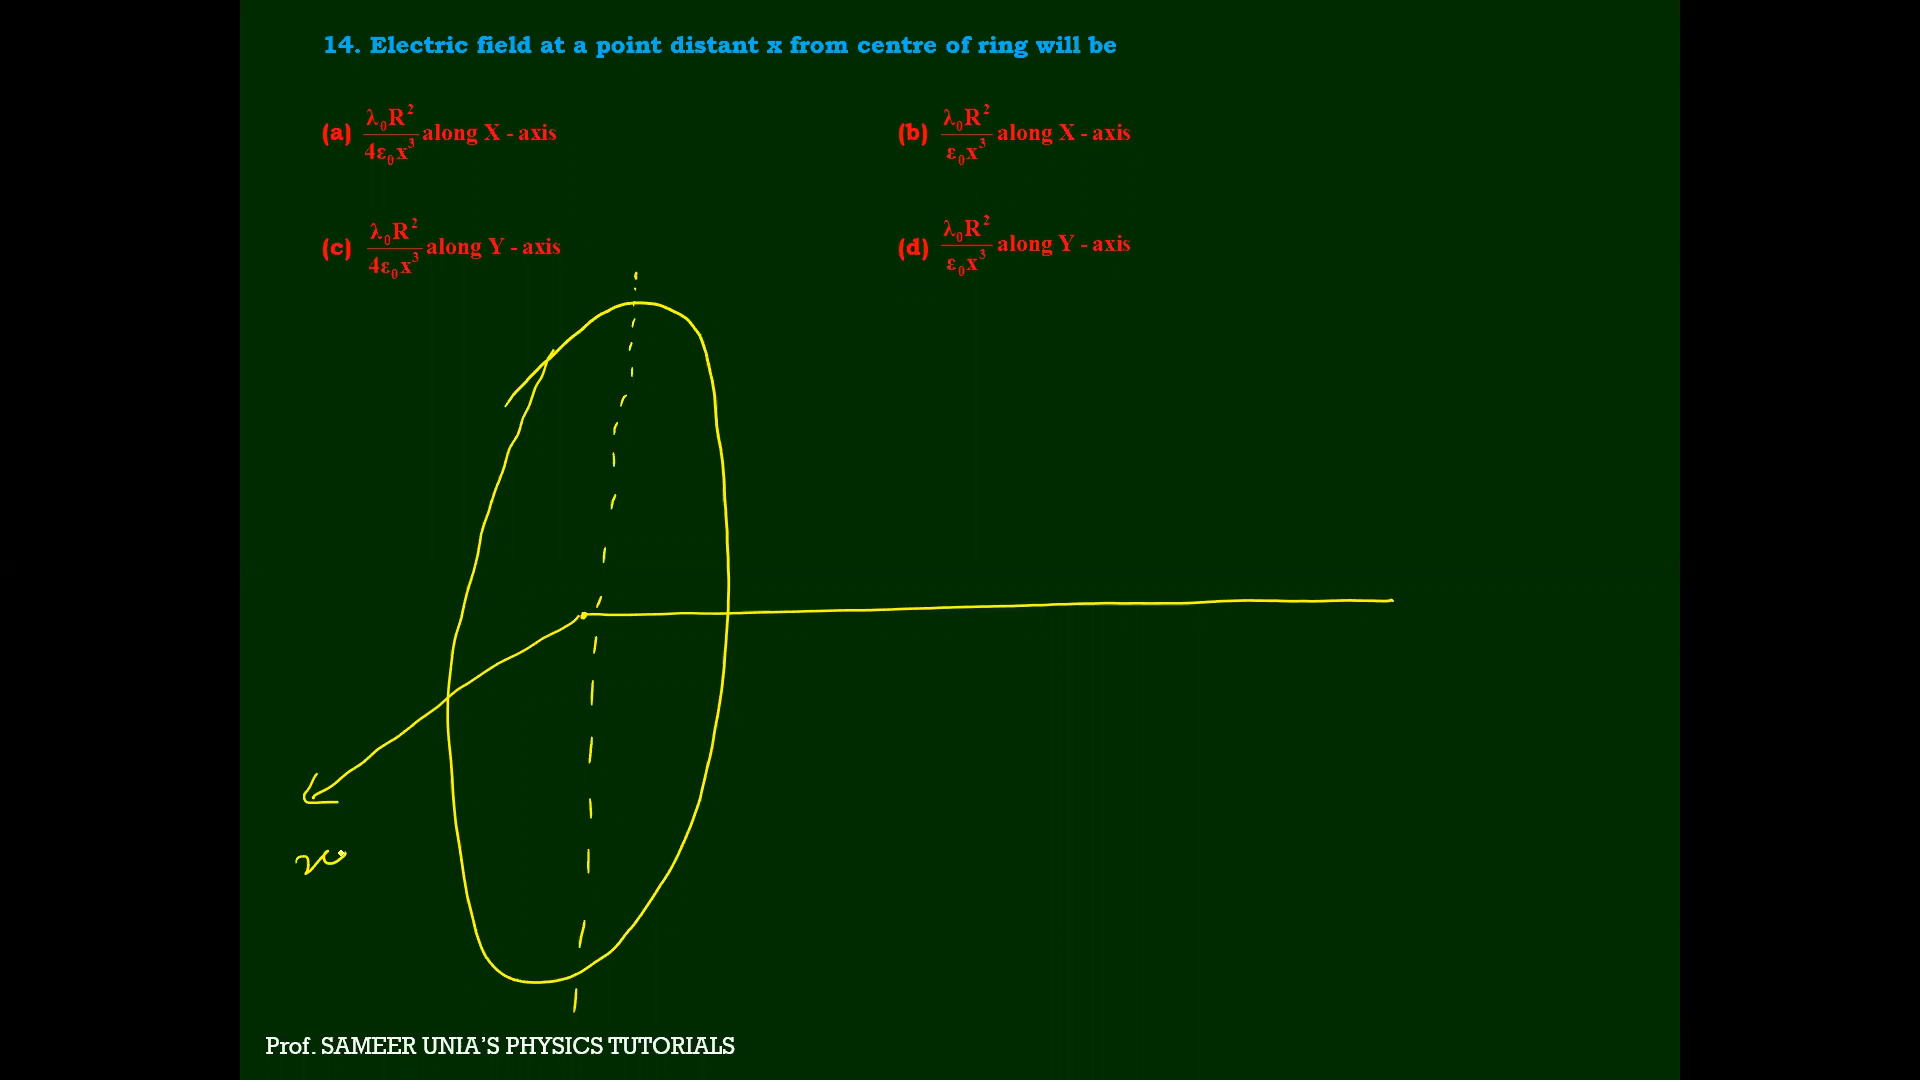 14. Electric field at a point distant x from centre of ring will be
(a) λ₀R²/4ε₀x³ along X - axis
(b) λ₀R²/ε₀x³ along X - axis
(c) λ₀R²/4ε₀x³ along Y - axis
(d) λ₀R²/ε₀x³ along Y - axis
x
Prof. SAMEER UNIA’S PHYSICS TUTORIALS